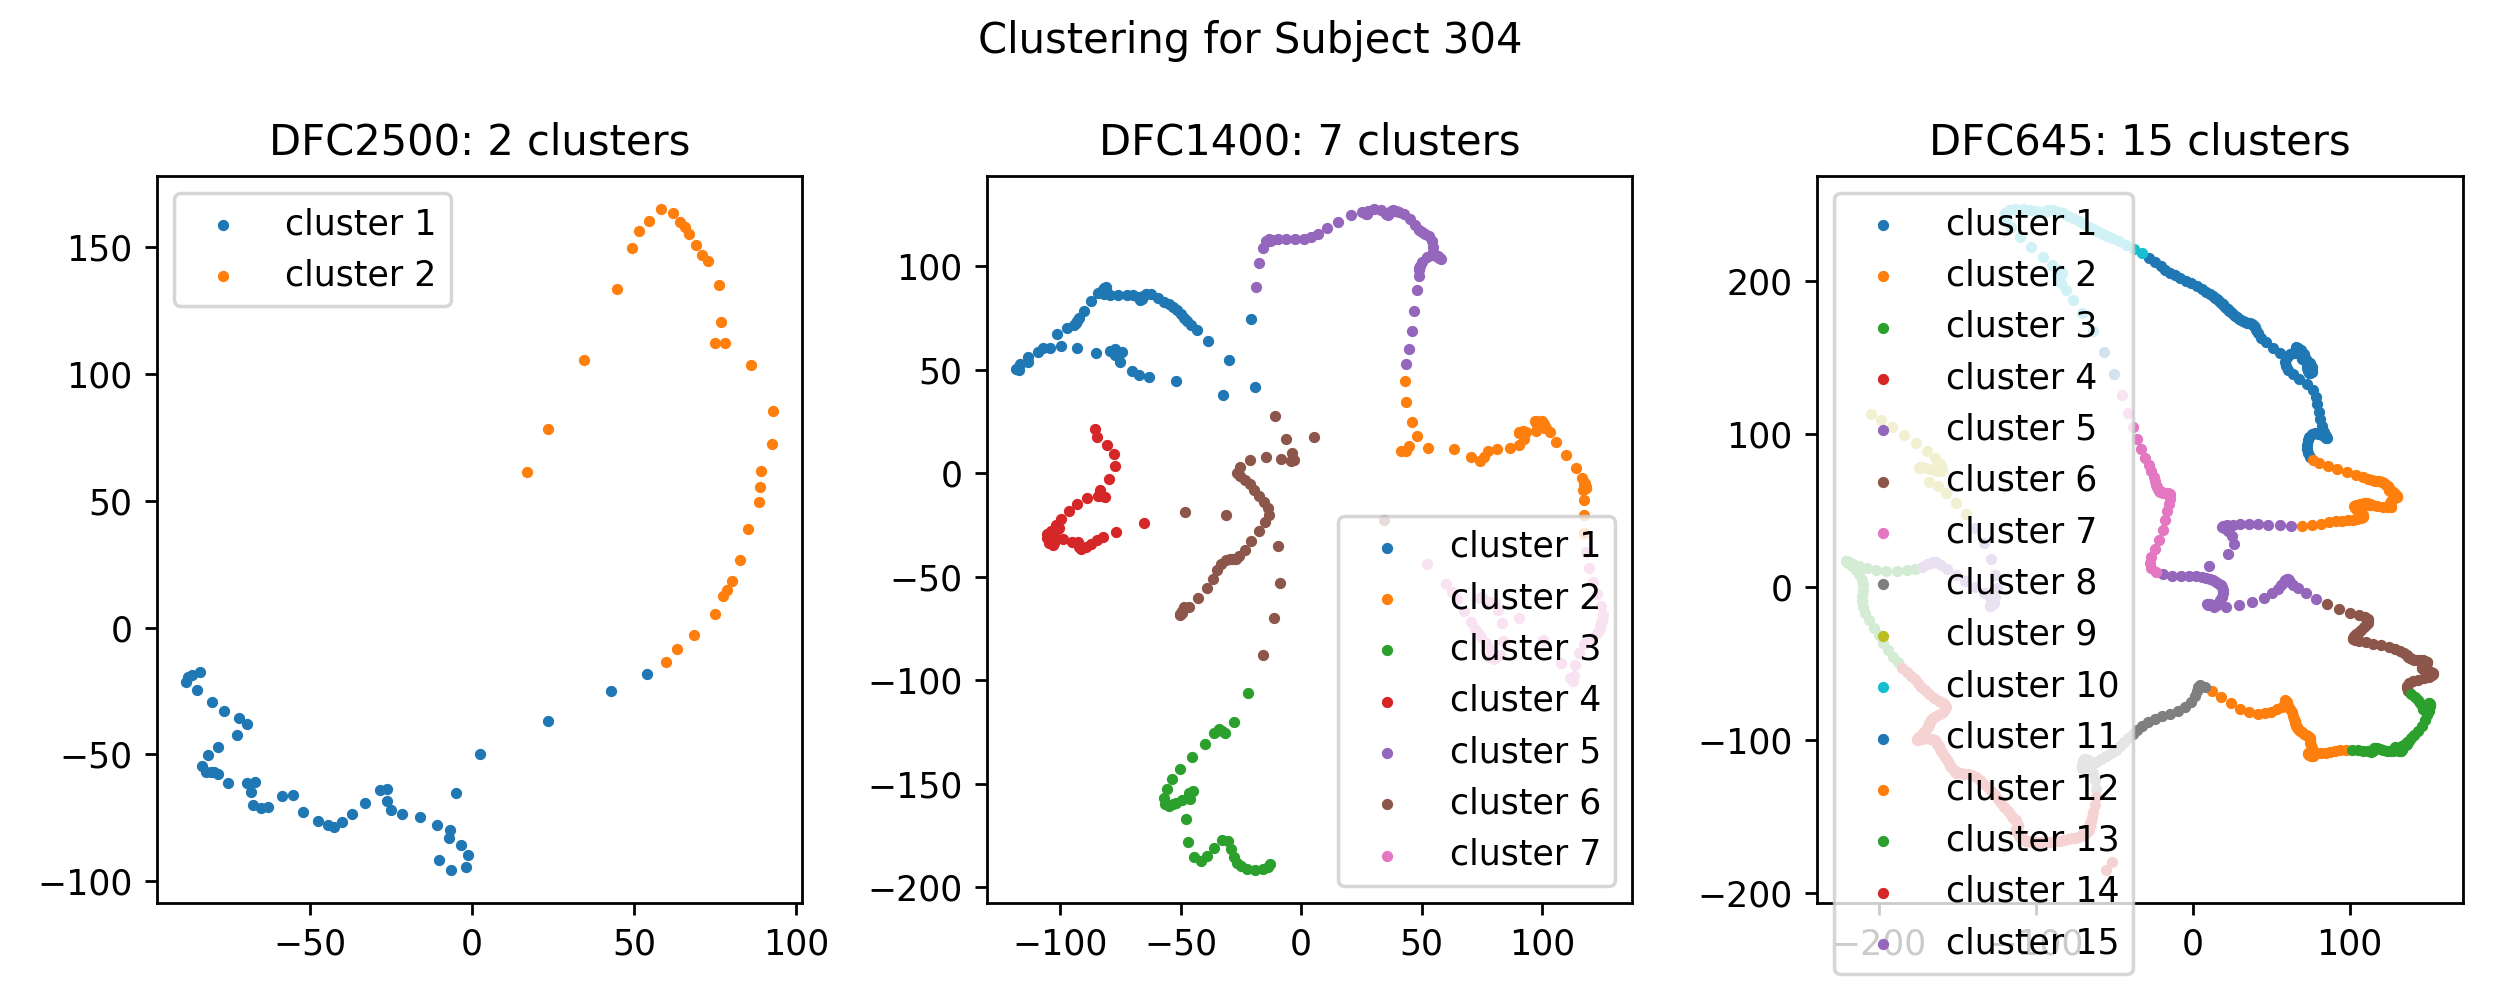 Clustering for Subject 304
DFC2500: 2 clusters
cluster 1
cluster 2
150
100
50
0
−50
−100
−50
0
50
100
DFC1400: 7 clusters
100
50
0
−50
−100
−150
−200
cluster 1
cluster 2
cluster 3
cluster 4
cluster 5
cluster 6
cluster 7
−100
−50
0
50
100
DFC645: 15 clusters
200
100
0
−100
−200
cluster 1
cluster 2
cluster 3
cluster 4
cluster 5
cluster 6
cluster 7
cluster 8
cluster 9
cluster 10
cluster 11
cluster 12
cluster 13
cluster 14
cluster 15
−200
−100
0
100